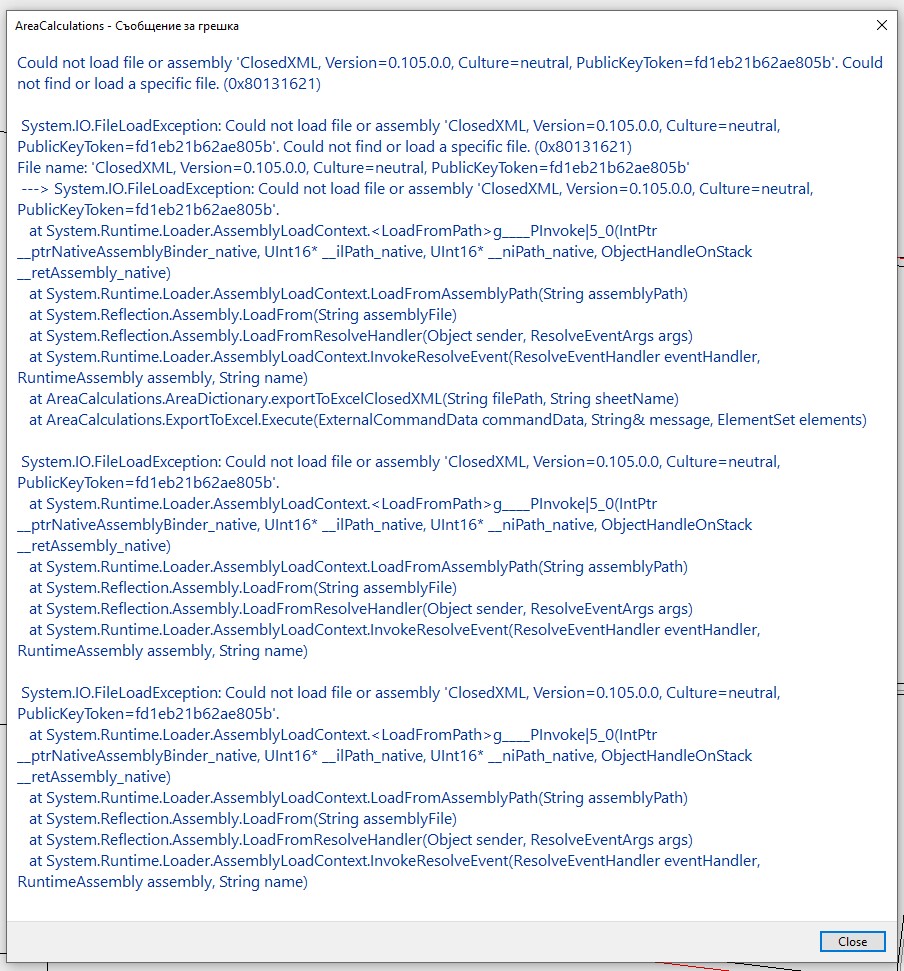 AreaCalculations - Съобщение за грешка
Could not load file or assembly 'ClosedXML, Version=0.105.0.0, Culture=neutral, PublicKeyToken=fd1eb21b62ae805b'. Could
not find or load a specific file. (0x80131621)
System.IO.FileLoadException: Could not load file or assembly 'ClosedXML, Version=0.105.0.0, Culture=neutral,
PublicKeyToken=fd1eb21b62ae805b'. Could not find or load a specific file. (0x80131621)
File name: 'ClosedXML, Version=0.105.0.0, Culture=neutral, PublicKeyToken=fd1eb21b62ae805b'
---> System.IO.FileLoadException: Could not load file or assembly 'ClosedXML, Version=0.105.0.0, Culture=neutral,
PublicKeyToken=fd1eb21b62ae805b'.
at System.Runtime.Loader.AssemblyLoadContext.<LoadFromPath>g____PInvoke|5_0(IntPtr
__ptrNativeAssemblyBinder_native, UInt16* __ilPath_native, UInt16* __niPath_native, ObjectHandleOnStack
__retAssembly_native)
at System.Runtime.Loader.AssemblyLoadContext.LoadFromAssemblyPath(String assemblyPath)
at System.Reflection.Assembly.LoadFrom(String assemblyFile)
at System.Reflection.Assembly.LoadFromResolveHandler(Object sender, ResolveEventArgs args)
at System.Runtime.Loader.AssemblyLoadContext.InvokeResolveEvent(ResolveEventHandler eventHandler,
RuntimeAssembly assembly, String name)
at AreaCalculations.AreaDictionary.exportToExcelClosedXML(String filePath, String sheetName)
at AreaCalculations.ExportToExcel.Execute(ExternalCommandData commandData, String& message, ElementSet elements)
System.IO.FileLoadException: Could not load file or assembly 'ClosedXML, Version=0.105.0.0, Culture=neutral,
PublicKeyToken=fd1eb21b62ae805b'.
at System.Runtime.Loader.AssemblyLoadContext.<LoadFromPath>g____PInvoke|5_0(IntPtr
__ptrNativeAssemblyBinder_native, UInt16* __ilPath_native, UInt16* __niPath_native, ObjectHandleOnStack
__retAssembly_native)
at System.Runtime.Loader.AssemblyLoadContext.LoadFromAssemblyPath(String assemblyPath)
at System.Reflection.Assembly.LoadFrom(String assemblyFile)
at System.Reflection.Assembly.LoadFromResolveHandler(Object sender, ResolveEventArgs args)
at System.Runtime.Loader.AssemblyLoadContext.InvokeResolveEvent(ResolveEventHandler eventHandler,
RuntimeAssembly assembly, String name)
System.IO.FileLoadException: Could not load file or assembly 'ClosedXML, Version=0.105.0.0, Culture=neutral,
PublicKeyToken=fd1eb21b62ae805b'.
at System.Runtime.Loader.AssemblyLoadContext.<LoadFromPath>g____PInvoke|5_0(IntPtr
__ptrNativeAssemblyBinder_native, UInt16* __ilPath_native, UInt16* __niPath_native, ObjectHandleOnStack
__retAssembly_native)
at System.Runtime.Loader.AssemblyLoadContext.LoadFromAssemblyPath(String assemblyPath)
at System.Reflection.Assembly.LoadFrom(String assemblyFile)
at System.Reflection.Assembly.LoadFromResolveHandler(Object sender, ResolveEventArgs args)
at System.Runtime.Loader.AssemblyLoadContext.InvokeResolveEvent(ResolveEventHandler eventHandler,
RuntimeAssembly assembly, String name)
Close